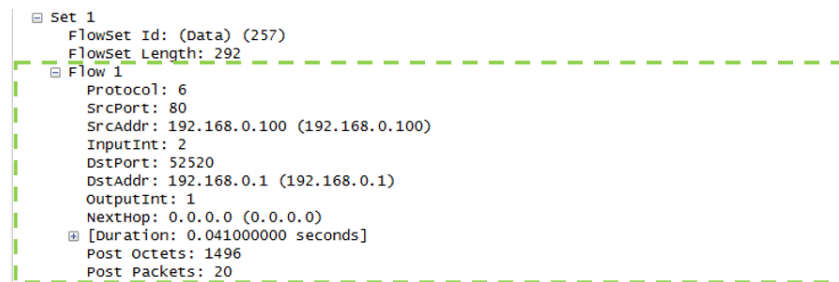 Set 1
FlowSet Id: (Data) (257)
FlowSet Length: 292
Flow 1
Protocol: 6
SrcPort: 80
SrcAddr: 192.168.0.100 (192.168.0.100)
InputInt: 2
DstPort: 52520
DstAddr: 192.168.0.1 (192.168.0.1)
OutputInt: 1
NextHop: 0.0.0.0 (0.0.0.0)
[Duration: 0.041000000 seconds]
Post Octets: 1496
Post Packets: 20